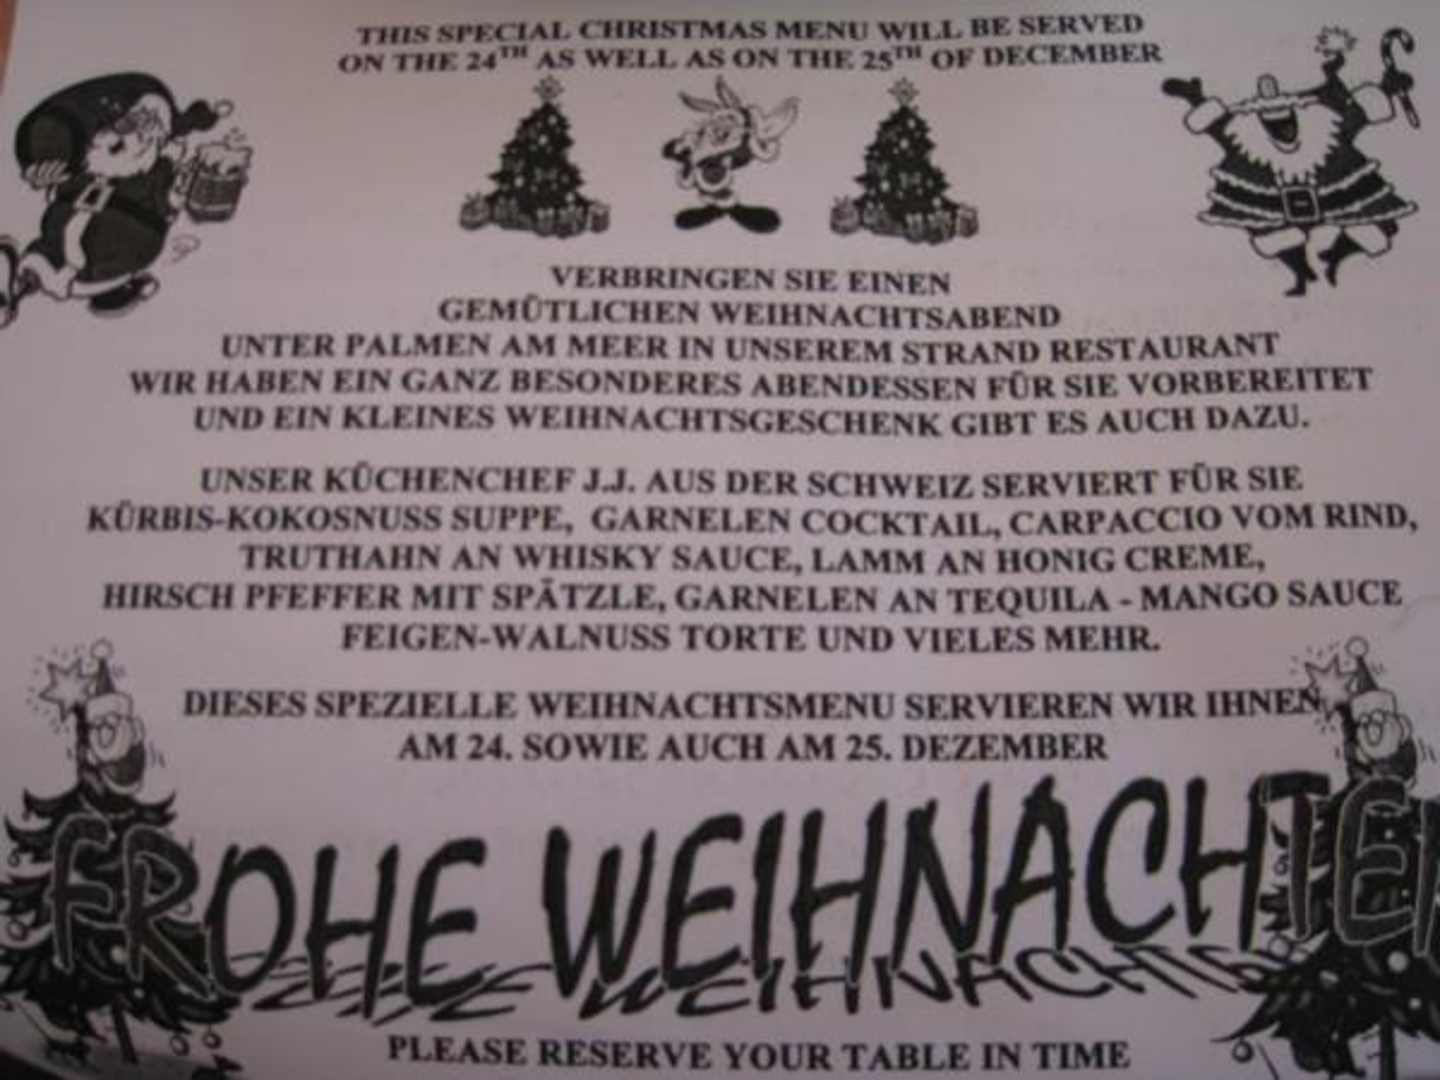 THIS SPECIAL CHRISTMAS MENU WILL BE SERVED
ON THE 24TH AS WELL AS ON THE 25TH OF DECEMBER
VERBRINGEN SIE EINEN
GEMÜTLICHEN WEIHNACHTSABEND
UNTER PALMEN AM MEER IN UNSEREM STRAND RESTAURANT
WIR HABEN EIN GANZ BESONDERES ABENDESSEN FÜR SIE VORBEREITET
UND EIN KLEINES WEIHNACHTSGESCHENK GIBT ES AUCH DAZU.
UNSER KÜCHENCHEF J.J. AUS DER SCHWEIZ SERVIERT FÜR SIE
KÜRBIS-KOKOSNUSS SUPPE, GARNELEN COCKTAIL, CARPACCIO VOM RIND,
TRUTHAHN AN WHISKY SAUCE, LAMM AN HONIG CREME,
HIRSCH PFEFFER MIT SPÄTZLE, GARNELEN AN TEQUILA - MANGO SAUCE
FEIGEN-WALNUSS TORTE UND VIELES MEHR.
DIESES SPEZIELLE WEIHNACHTSMENU SERVIEREN WIR IHNEN
AM 24. SOWIE AUCH AM 25. DEZEMBER
FROHE WEIHNACHTEN
PLEASE RESERVE YOUR TABLE IN TIME